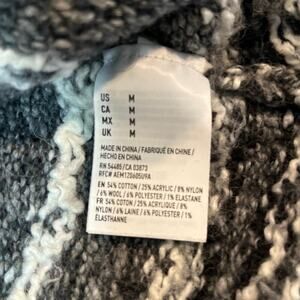 US M
CA M
MX M
UK M
MADE IN CHINA / FABRIQUÉ EN CHINE /
HECHO EN CHINA
RN 54485 / CA 03873
RFC# AEM120605U9A
EN 54% COTTON / 25% ACRYLIC / 8% NYLON
/ 6% WOOL / 6% POLYESTER / 1% ELASTANE.
FR 54% COTON / 25% ACRYLIQUE / 8%
NYLON / 6% LAINE / 6% POLYESTER / 1%
ELASTHANNE